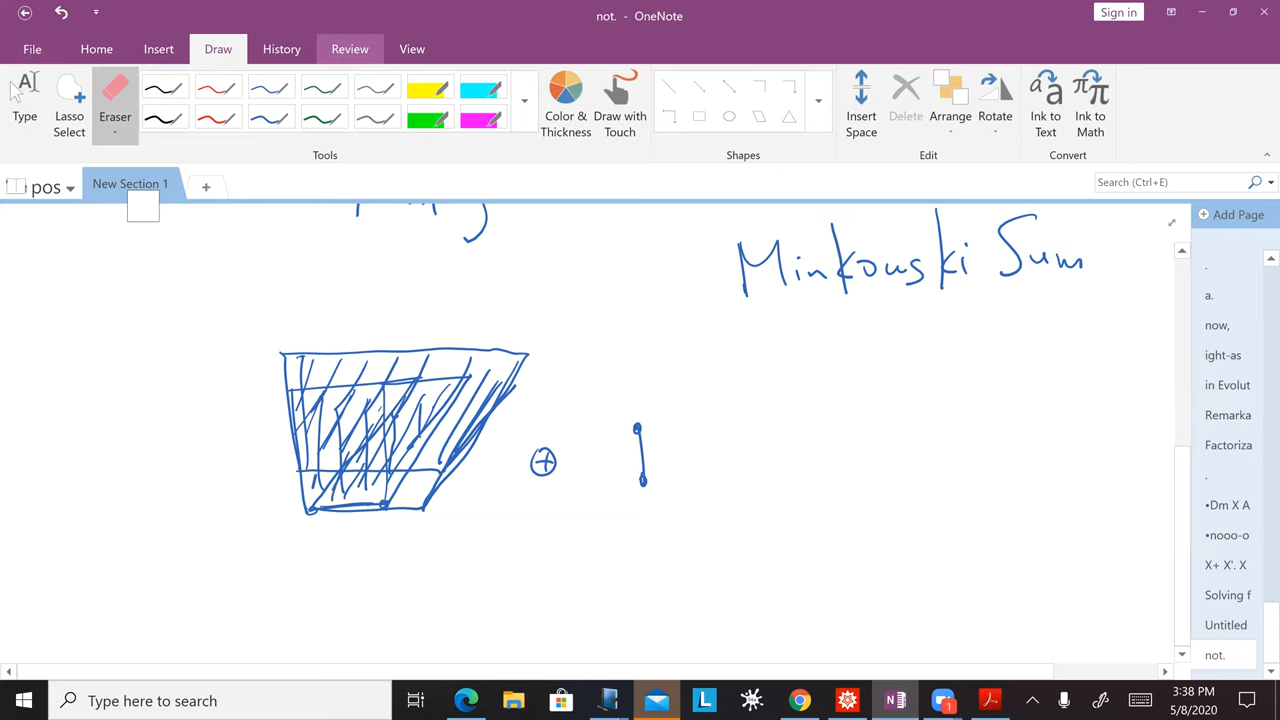 not. - OneNote
Sign in
File Home Insert Draw History Review View
Type
Lasso Select
Eraser
Color & Thickness
Draw with Touch
Insert Space
Delete
Arrange
Rotate
Ink to Text
Ink to Math
Tools Shapes Edit Convert
pos
New Section 1
+
Search (Ctrl+E)
Add Page
Minkowski Sum
.
a.
now,
ight-as
in Evolut
Remarka
Factoriza
.
•Dm X A
•nooo-o
X+ X'. X
Solving f
Untitled
not.
⊕
Type here to search
3:38 PM
5/8/2020